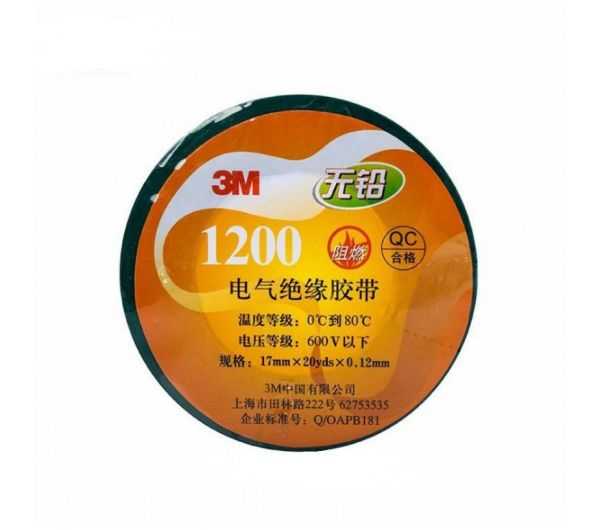 3M
无铅
1200
阻燃
QC
合格
电气绝缘胶带
温度等级：0℃到80℃
电压等级：600V以下
规格：17mm×20yds×0.12mm
3M中国有限公司
上海市田林路222号 62753535
企业标准号：Q/OAPB181